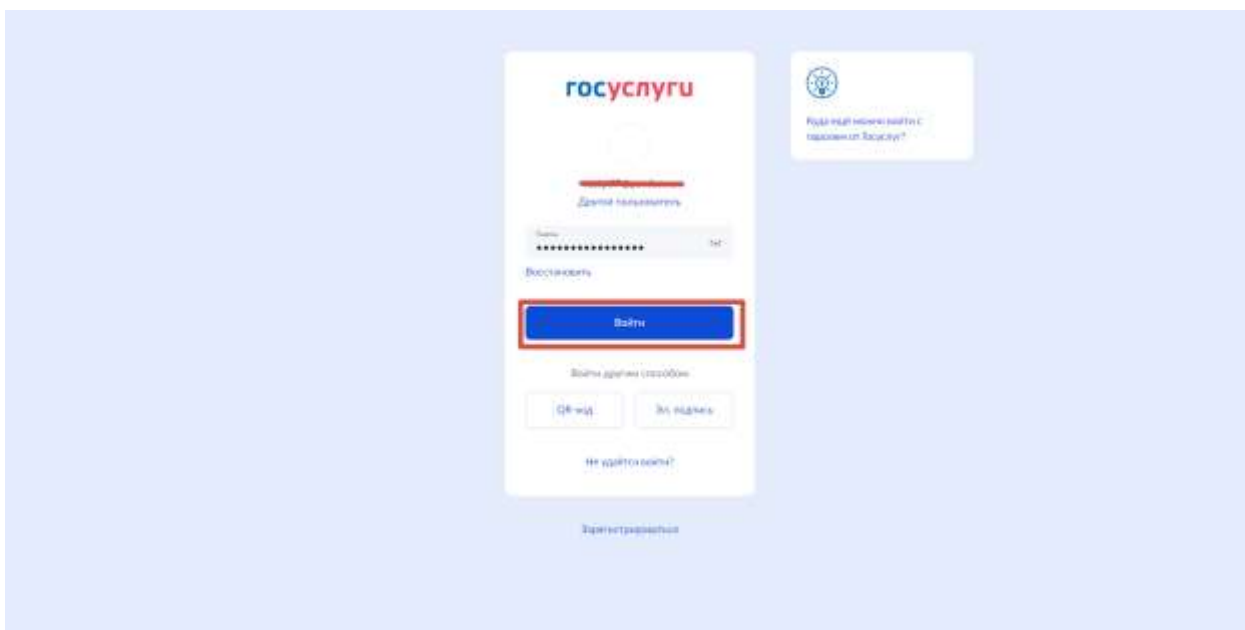 госуслуги
Куда ещё можно войти с
паролем от Госуслуг?
Другой пользователь
Пароль
Восстановить
Войти
Войти другим способом
QR-код
Эл. подпись
Не удаётся войти?
Зарегистрироваться